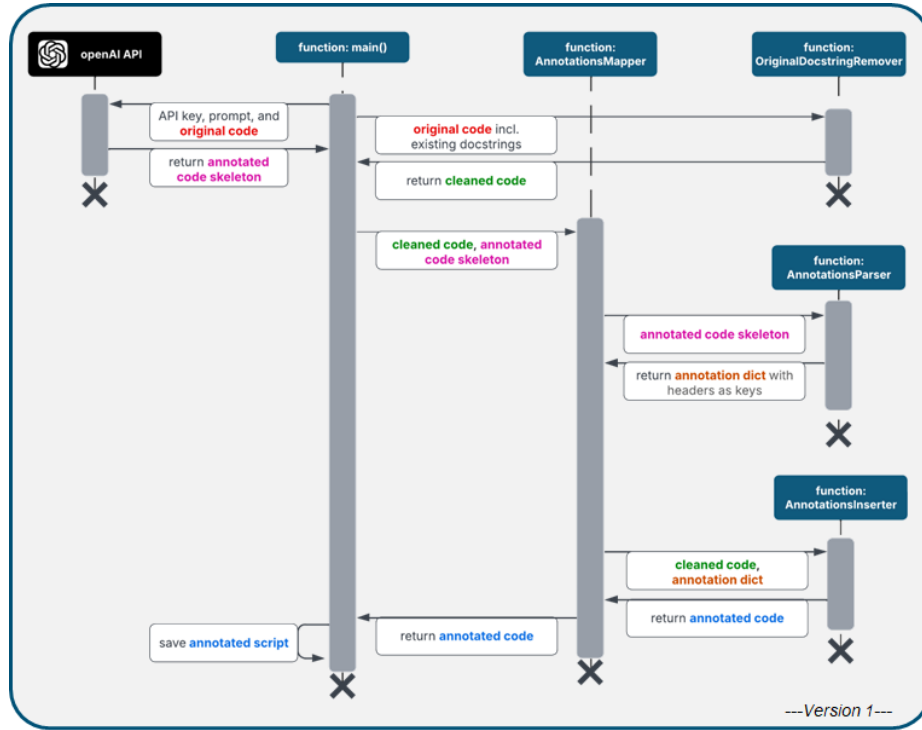 openAI API
function: main()
function:
AnnotationsMapper
function:
OriginalDocstringRemover
API key, prompt, and
original code
original code incl.
existing docstrings
return annotated
code skeleton
return cleaned code
cleaned code, annotated
code skeleton
function:
AnnotationsParser
annotated code skeleton
return annotation dict with
headers as keys
function:
AnnotationsInserter
cleaned code,
annotation dict
return annotated code
return annotated code
save annotated script
---Version 1---